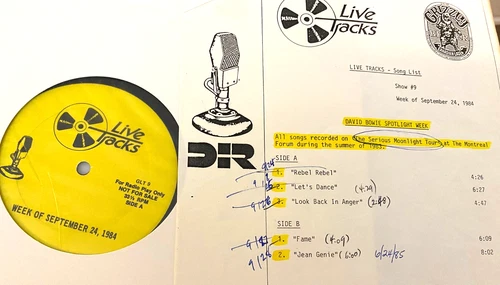 Live
Tracks
GLT 9
For Radio Play Only
NOT FOR SALE
33⅓ RPM
SIDE A
WEEK OF SEPTEMBER 24, 1984
DIR
Live
Tracks
GRIZZLY
LIVE TRACKS - Song List
Show #9
Week of September 24, 1984
DAVID BOWIE SPOTLIGHT WEEK
All songs recorded on the Serious Moonlight Tour at The Montreal
Forum during the summer of 1983.
SIDE A
1. "Rebel Rebel" 4:26
2. "Let's Dance" 6:27
3. "Look Back In Anger" 4:47
SIDE B
1. "Fame" (4:09) 6:09
2. "Jean Genie" (6:00) 6/24/85 8:02